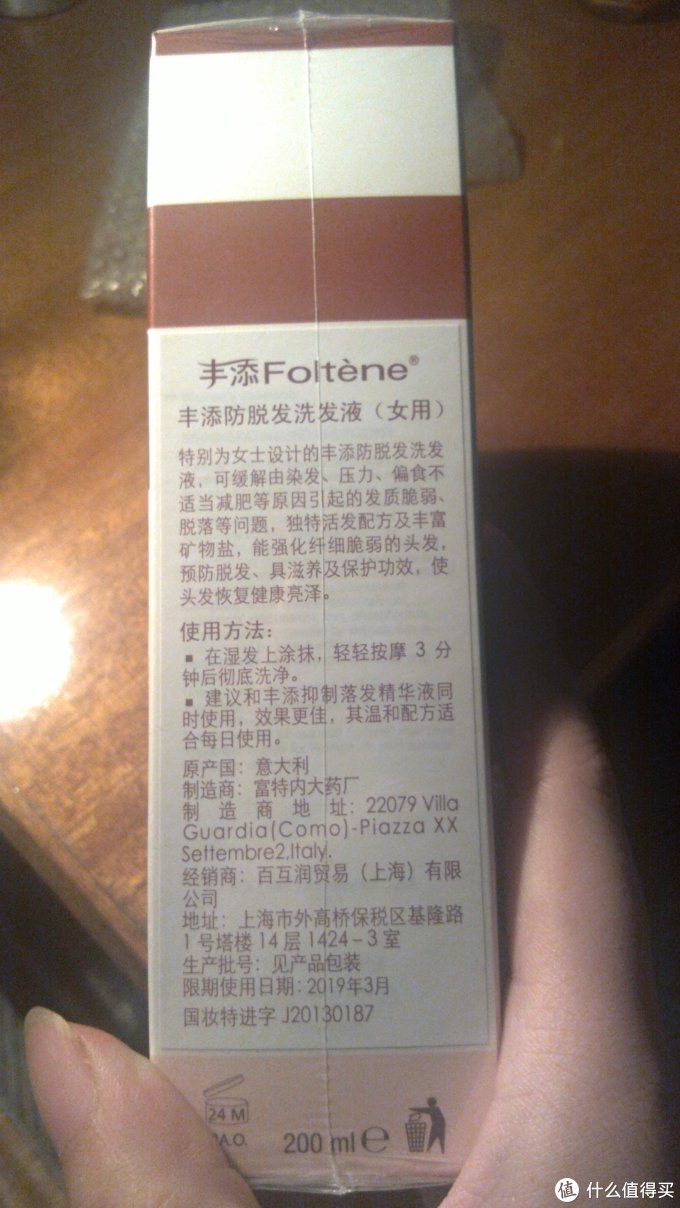 丰添Foltène®
丰添防脱发洗发液（女用）
特别为女士设计的丰添防脱发洗发
液，可缓解由染发、压力、偏食不
适当减肥等原因引起的发质脆弱、
脱落等问题，独特活发配方及丰富
矿物盐，能强化纤细脆弱的头发，
预防脱发、具滋养及保护功效，使
头发恢复健康亮泽。
使用方法：
▪ 在湿发上涂抹，轻轻按摩 3 分
钟后彻底洗净。
▪ 建议和丰添抑制落发精华液同
时使用，效果更佳，其温和配方适
合每日使用。
原产国：意大利
制造商：富特内大药厂
制造商地址：22079 Villa
Guardia(Como)-Piazza XX
Settembre2,Italy.
经销商：百互润贸易（上海）有限
公司
地址：上海市外高桥保税区基隆路
1号塔楼14层1424–3室
生产批号：见产品包装
限期使用日期：2019年3月
国妆特进字 J20130187
24 M
P.A.O.
200 ml ℮
值 什么值得买